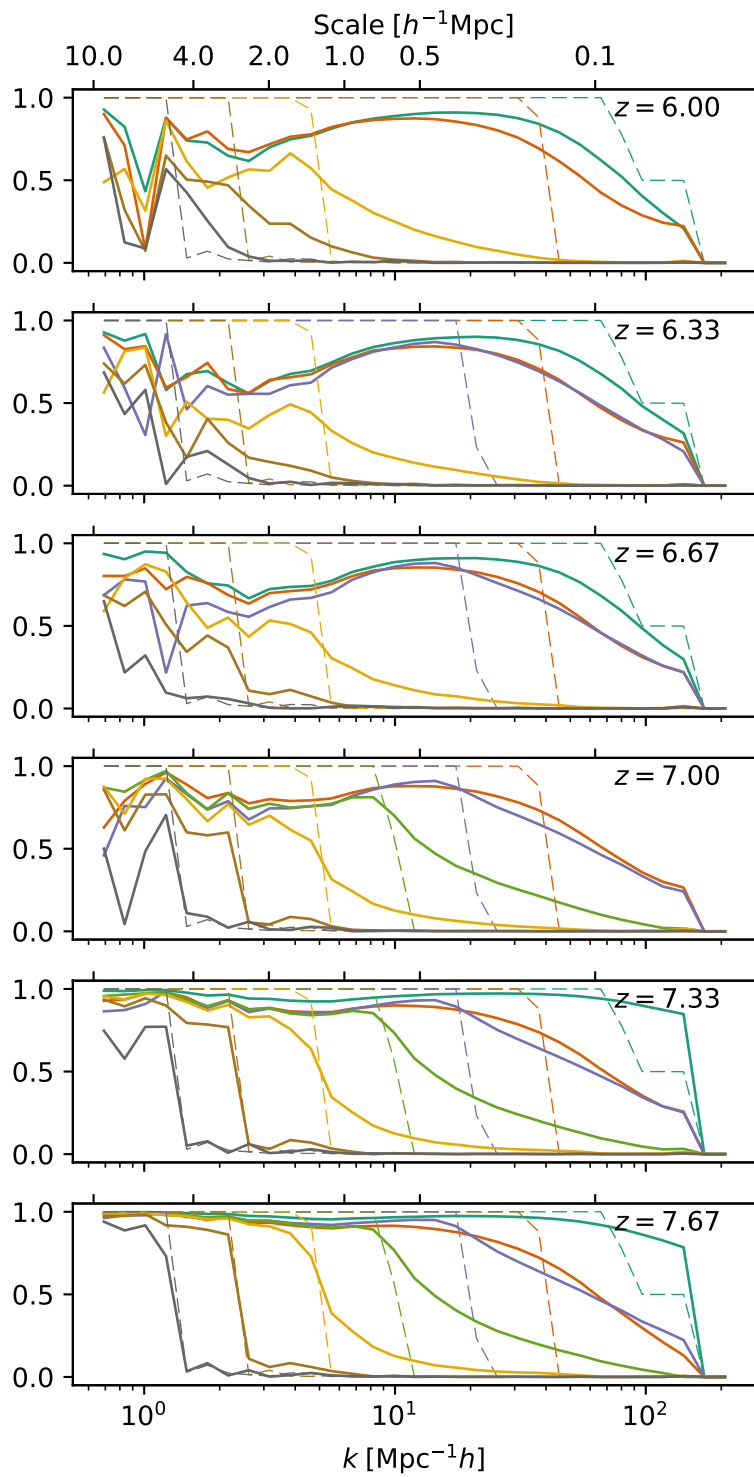 Scale [$h^{-1}$Mpc]
10.0 4.0 2.0 1.0 0.5 0.1
1.0
z = 6.00
0.5
0.0
1.0
z = 6.33
0.5
0.0
1.0
z = 6.67
0.5
0.0
1.0
z = 7.00
0.5
0.0
1.0
z = 7.33
0.5
0.0
1.0
z = 7.67
0.5
0.0
$10^0$ $10^1$ $10^2$
$k$ [Mpc$^{-1}h$]